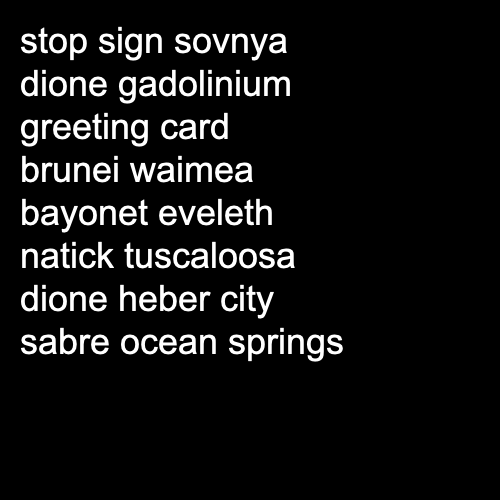 stop sign sovnya
dione gadolinium
greeting card
brunei waimea
bayonet eveleth
natick tuscaloosa
dione heber city
sabre ocean springs